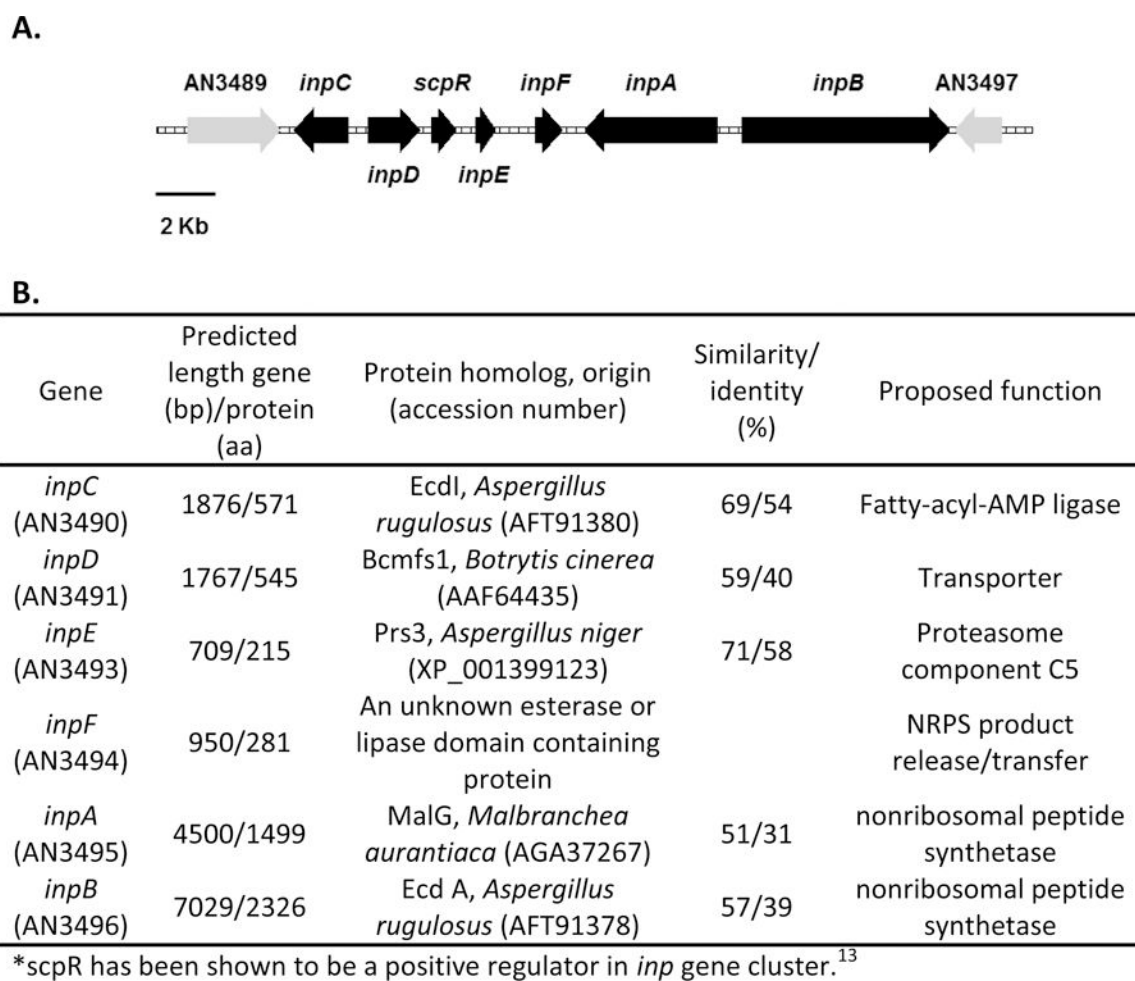 A.
AN3489 inpC scpR inpF inpA inpB AN3497
inpD inpE
2 Kb
B.
Gene
Predicted
length gene
(bp)/protein
(aa)
Protein homolog, origin
(accession number)
Similarity/
identity
(%)
Proposed function
inpC
(AN3490)
1876/571
EcdI, Aspergillus
rugulosus (AFT91380)
69/54
Fatty-acyl-AMP ligase
inpD
(AN3491)
1767/545
Bcmfs1, Botrytis cinerea
(AAF64435)
59/40
Transporter
inpE
(AN3493)
709/215
Prs3, Aspergillus niger
(XP_001399123)
71/58
Proteasome
component C5
inpF
(AN3494)
950/281
An unknown esterase or
lipase domain containing
protein
NRPS product
release/transfer
inpA
(AN3495)
4500/1499
MalG, Malbranchea
aurantiaca (AGA37267)
51/31
nonribosomal peptide
synthetase
inpB
(AN3496)
7029/2326
Ecd A, Aspergillus
rugulosus (AFT91378)
57/39
nonribosomal peptide
synthetase
*scpR has been shown to be a positive regulator in inp gene cluster.13